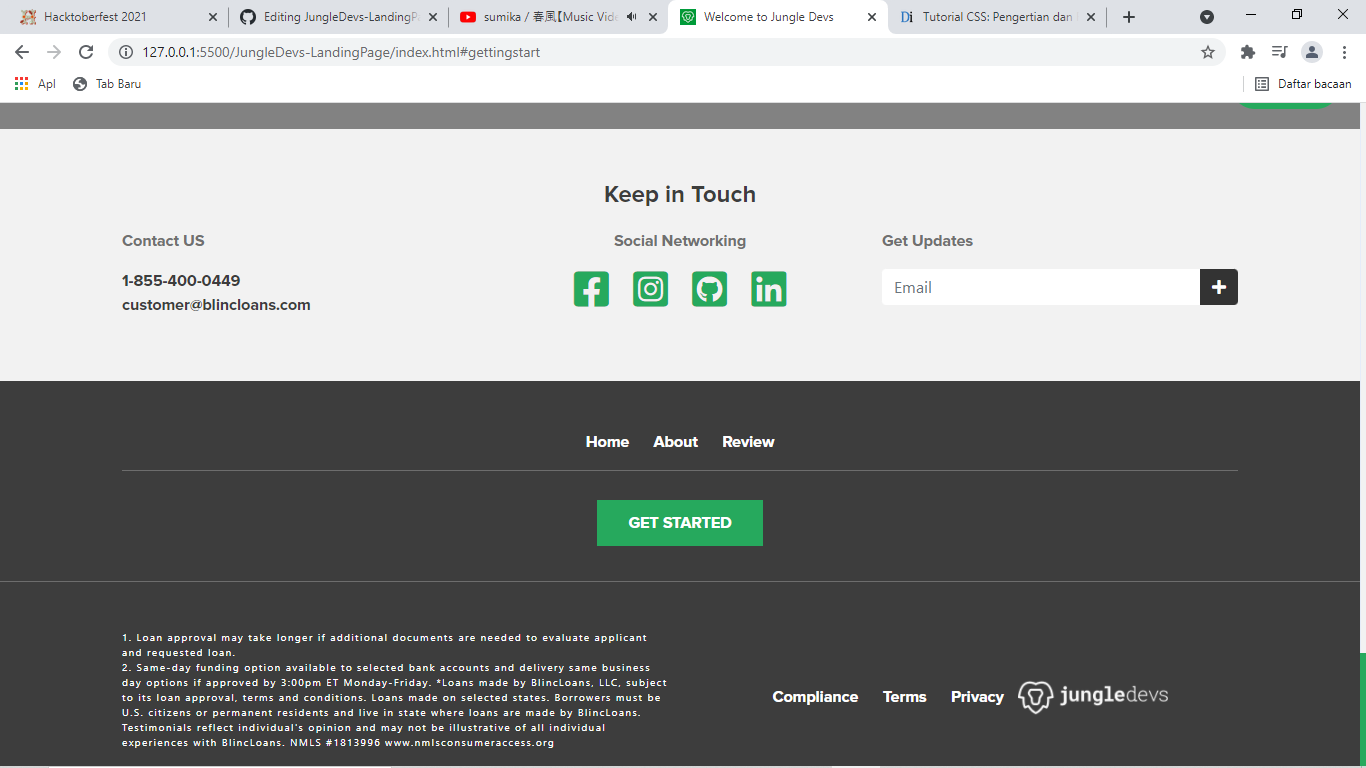 Hacktoberfest 2021
Editing JungleDevs-LandingP
sumika / 春風【Music Vide
Welcome to Jungle Devs
Di Tutorial CSS: Pengertian dan
127.0.0.1:5500/JungleDevs-LandingPage/index.html#gettingstart
Apl
Tab Baru
Daftar bacaan
Keep in Touch
Contact US
1-855-400-0449
customer@blincloans.com
Social Networking
Get Updates
Email
Home About Review
GET STARTED
1. Loan approval may take longer if additional documents are needed to evaluate applicant
and requested loan.
2. Same-day funding option available to selected bank accounts and delivery same business
day options if approved by 3:00pm ET Monday-Friday. *Loans made by BlincLoans, LLC, subject
to its loan approval, terms and conditions. Loans made on selected states. Borrowers must be
U.S. citizens or permanent residents and live in state where loans are made by BlincLoans.
Testimonials reflect individual's opinion and may not be illustrative of all individual
experiences with BlincLoans. NMLS #1813996 www.nmlsconsumeraccess.org
Compliance Terms Privacy jungledevs